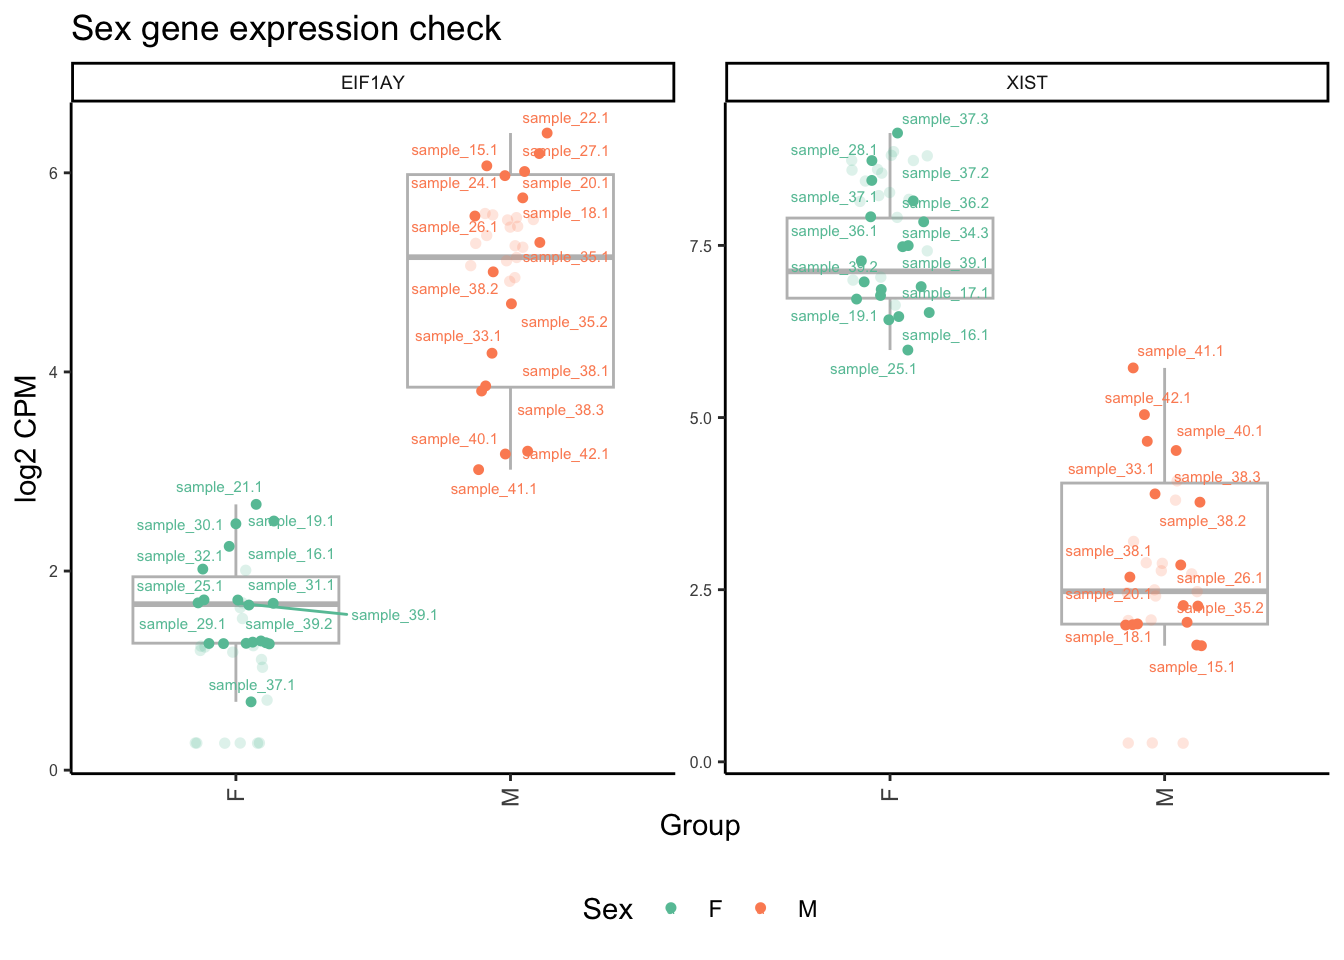 Sex gene expression check
EIF1AY
XIST
log2 CPM
6
4
2
0
sample_22.1
sample_15.1
sample_27.1
sample_24.1
sample_20.1
sample_18.1
sample_26.1
sample_35.1
sample_38.2
sample_35.2
sample_33.1
sample_38.1
sample_38.3
sample_40.1
sample_42.1
sample_41.1
sample_21.1
sample_30.1
sample_19.1
sample_32.1
sample_16.1
sample_25.1
sample_31.1
sample_39.1
sample_29.1
sample_39.2
sample_37.1
F
M
7.5
5.0
2.5
0.0
sample_37.3
sample_28.1
sample_37.2
sample_37.1
sample_36.2
sample_36.1
sample_34.3
sample_39.2
sample_39.1
sample_17.1
sample_19.1
sample_16.1
sample_25.1
sample_41.1
sample_42.1
sample_40.1
sample_33.1
sample_38.3
sample_38.2
sample_38.1
sample_26.1
sample_20.1
sample_35.2
sample_18.1
sample_15.1
F
M
Group
Sex F M